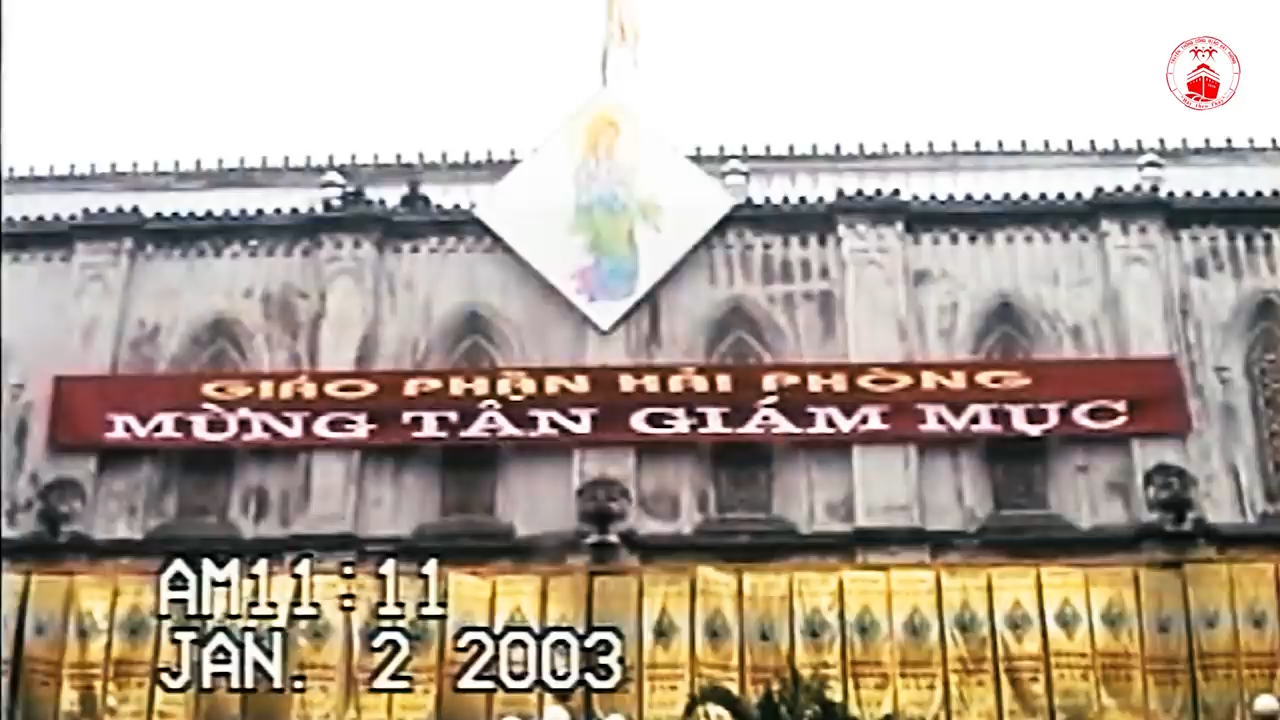 GIÁO PHẬN HẢI PHÒNG
MỪNG TÂN GIÁM MỤC
AM11:11
JAN. 2 2003